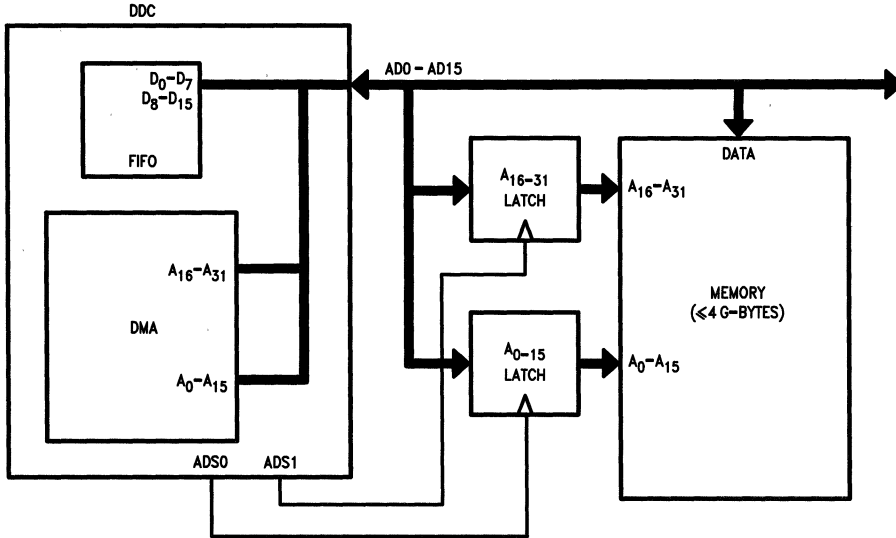 DDC
AD0 – AD15
D0–D7
D8–D15
FIFO
A16–31
LATCH
DATA
A16–A31
A16–A31
DMA
MEMORY
(≤4 G-BYTES)
A0–15
LATCH
A0–A15
A0–A15
ADS0 ADS1